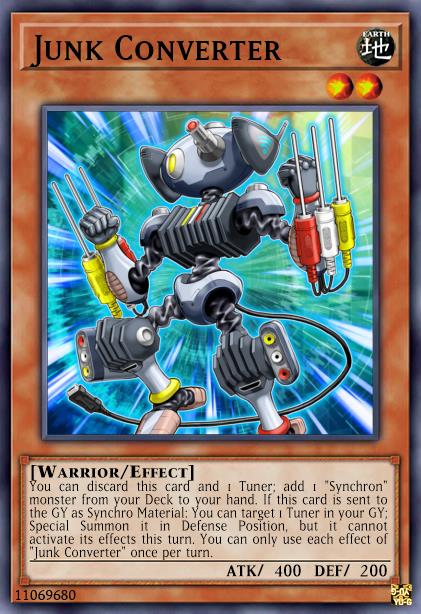 JUNK CONVERTER
EARTH
地
[WARRIOR/EFFECT]
You can discard this card and 1 Tuner; add 1 "Synchron"
monster from your Deck to your hand. If this card is sent to
the GY as Synchro Material: You can target 1 Tuner in your GY;
Special Summon it in Defense Position, but it cannot
activate its effects this turn. You can only use each effect of
"Junk Converter" once per turn.
ATK/ 400 DEF/ 200
11069680